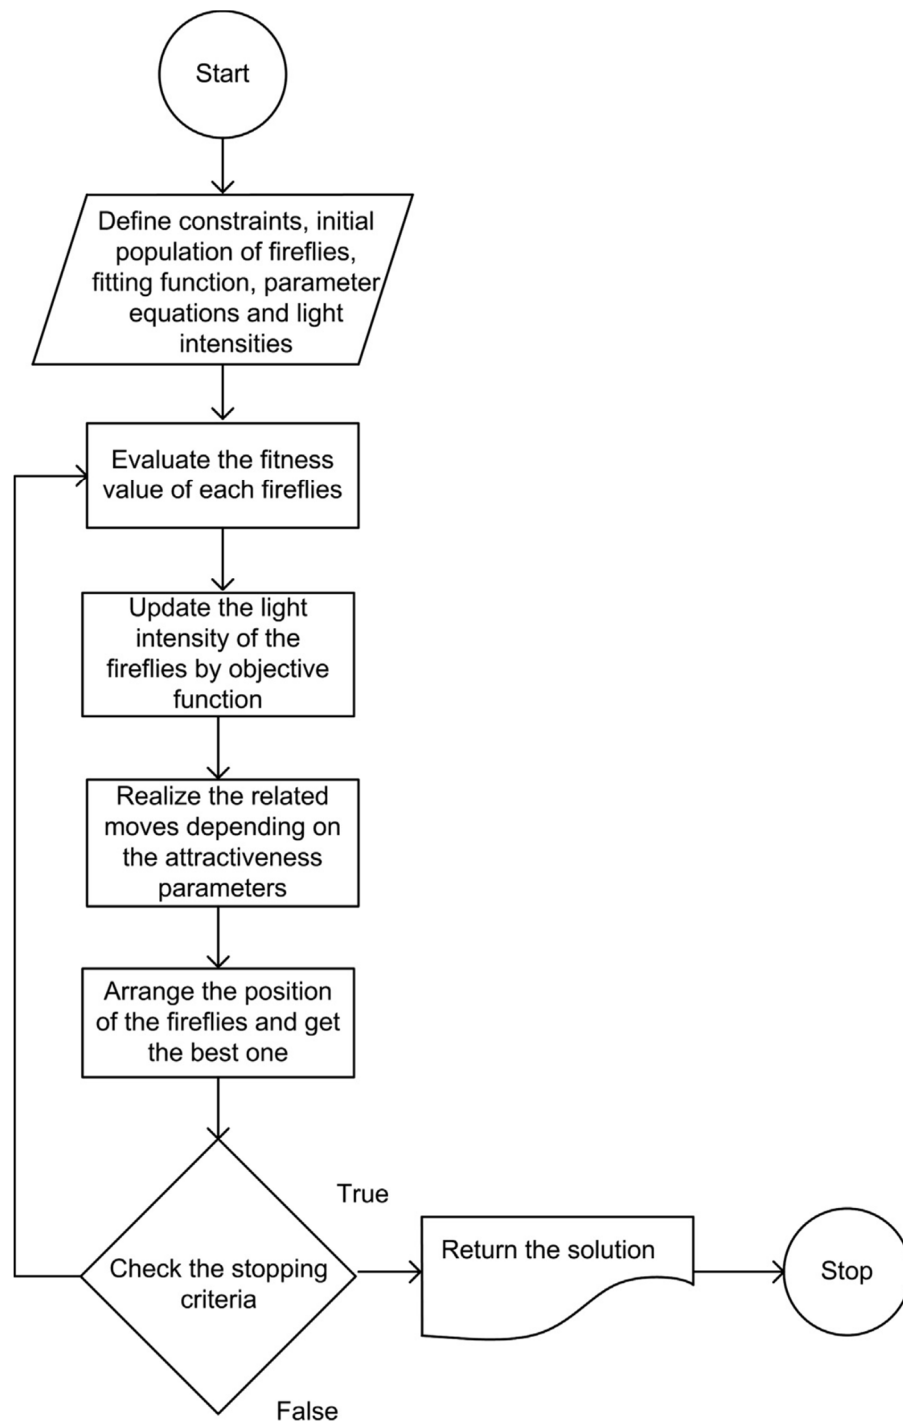 Start
Define constraints, initial
population of fireflies,
fitting function, parameter
equations and light
intensities
Evaluate the fitness
value of each fireflies
Update the light
intensity of the
fireflies by objective
function
Realize the related
moves depending on
the attractiveness
parameters
Arrange the position
of the fireflies and get
the best one
True
Check the stopping
criteria
Return the solution
Stop
False